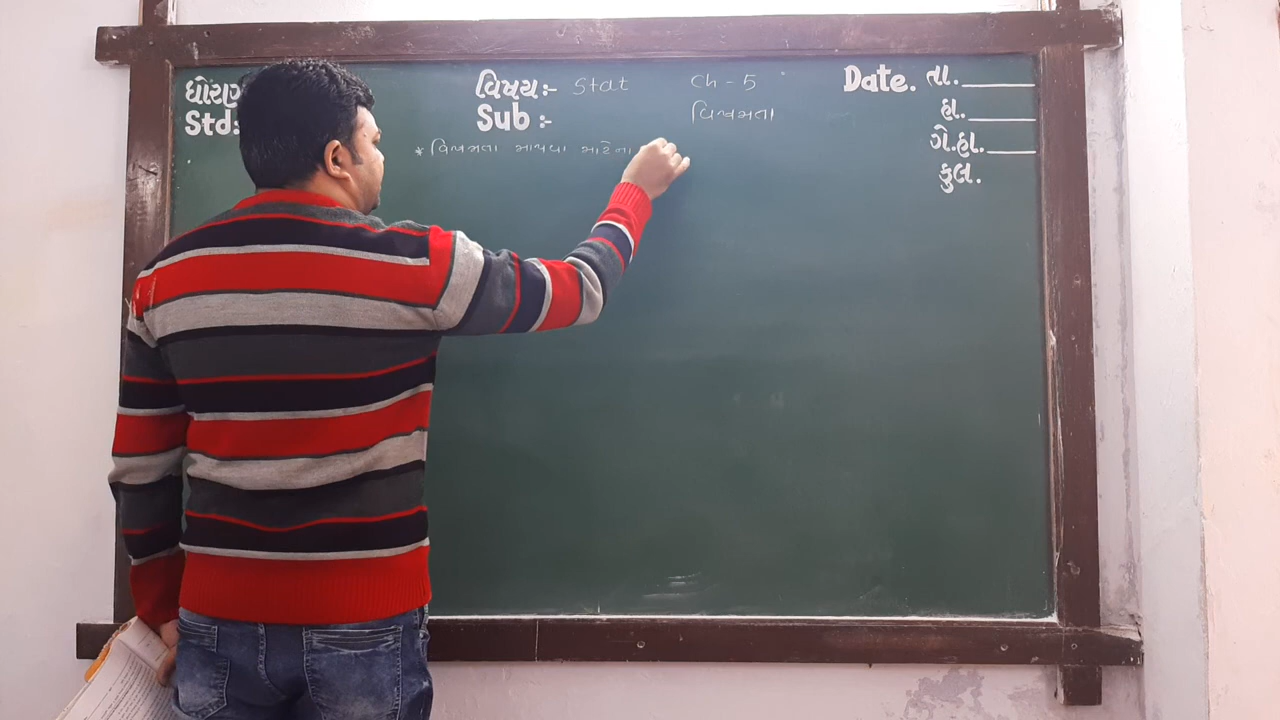 ધોરણ
Std:
વિષય:- Stat
Sub :-
Ch - 5
વિષમતા
* વિષમતા માપવા માટેના
Date. તા.
હા.
ગે.હા.
કુલ.